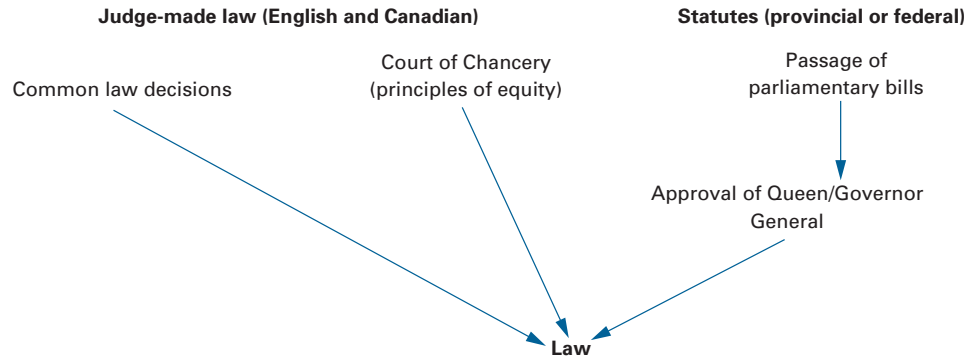 Judge-made law (English and Canadian)
Statutes (provincial or federal)
Common law decisions
Court of Chancery
(principles of equity)
Passage of
parliamentary bills
Approval of Queen/Governor
General
Law